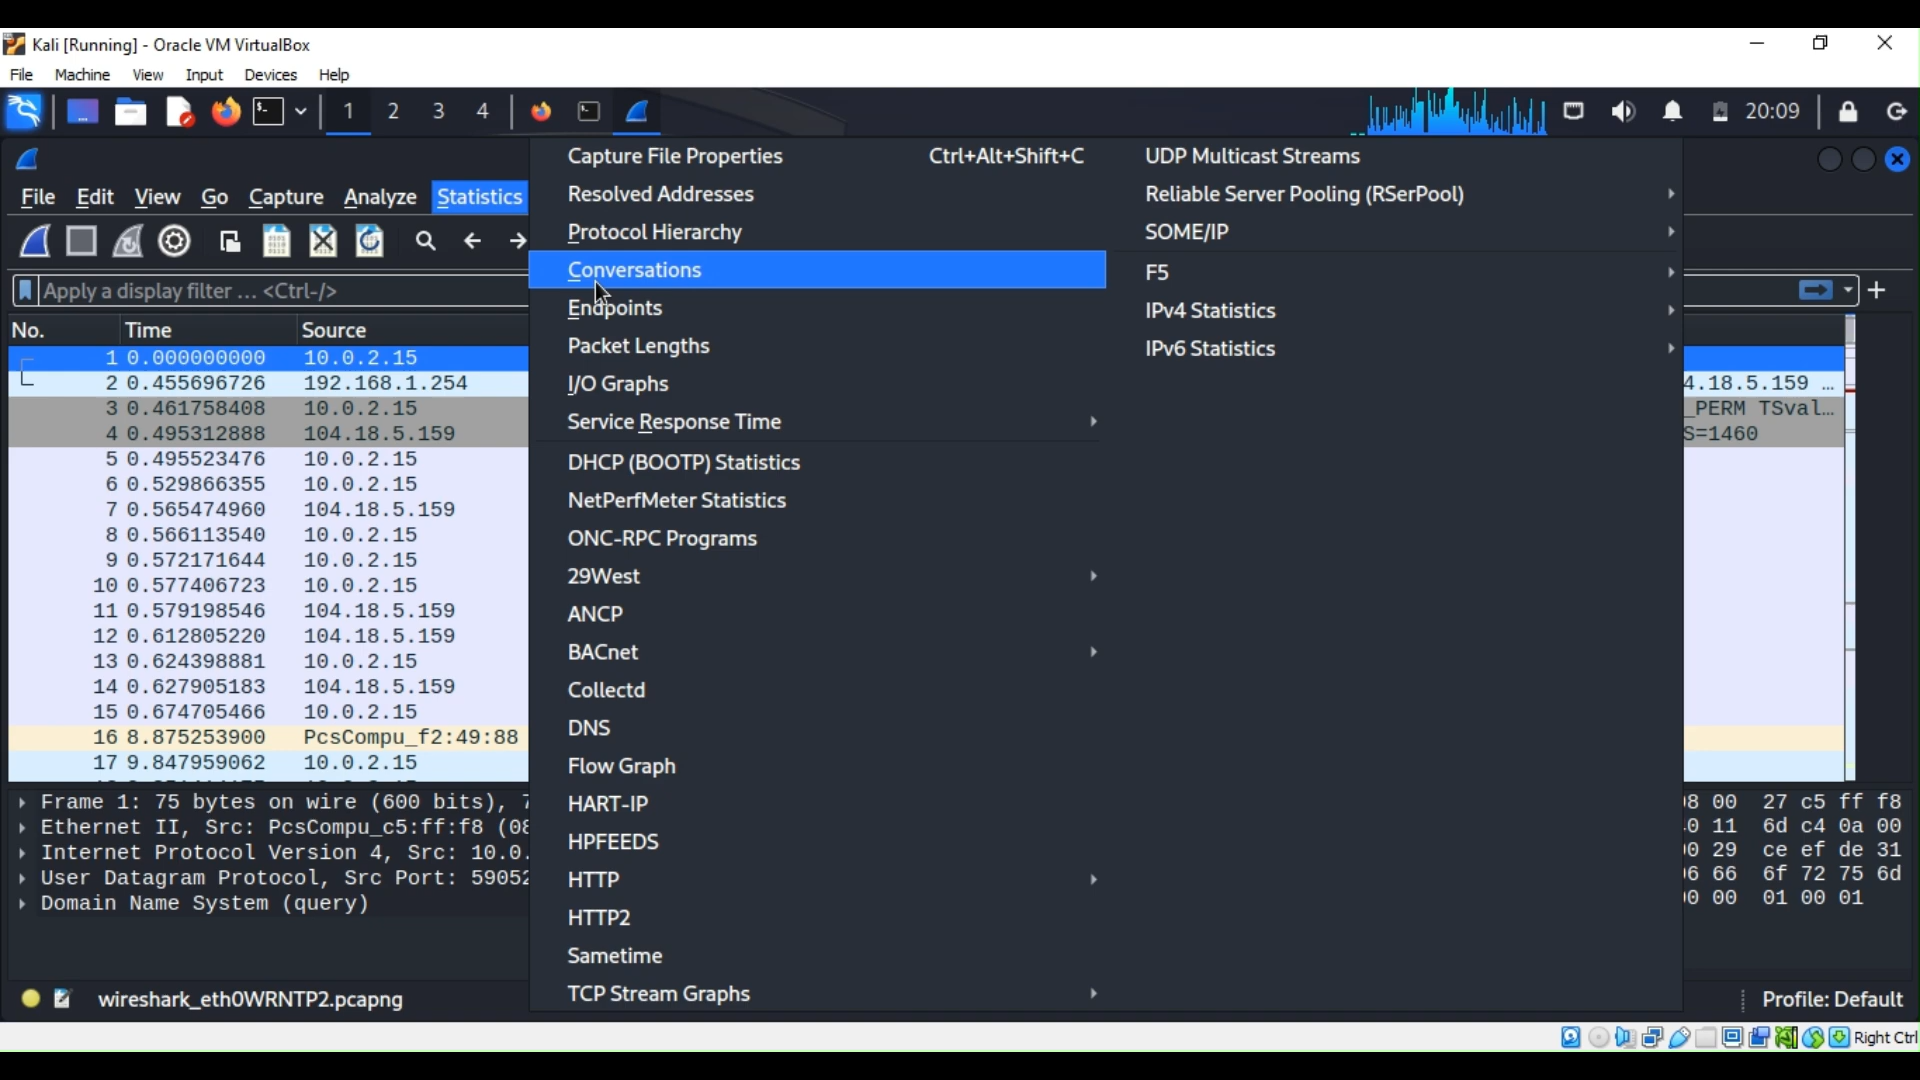 Kali [Running] - Oracle VM VirtualBox
File Machine View Input Devices Help
1 2 3 4 20:09
File Edit View Go Capture Analyze Statistics
Apply a display filter … <Ctrl-/>
No. Time Source
1 0.000000000 10.0.2.15
2 0.455696726 192.168.1.254 4.18.5.159 …
3 0.461758408 10.0.2.15 _PERM TSval…
4 0.495312888 104.18.5.159 S=1460
5 0.495523476 10.0.2.15
6 0.529866355 10.0.2.15
7 0.565474960 104.18.5.159
8 0.566113540 10.0.2.15
9 0.572171644 10.0.2.15
10 0.577406723 10.0.2.15
11 0.579198546 104.18.5.159
12 0.612805220 104.18.5.159
13 0.624398881 10.0.2.15
14 0.627905183 104.18.5.159
15 0.674705466 10.0.2.15
16 8.875253900 PcsCompu_f2:49:88
17 9.847959062 10.0.2.15
Capture File Properties Ctrl+Alt+Shift+C
Resolved Addresses
Protocol Hierarchy
Conversations
Endpoints
Packet Lengths
I/O Graphs
Service Response Time
DHCP (BOOTP) Statistics
NetPerfMeter Statistics
ONC-RPC Programs
29West
ANCP
BACnet
Collectd
DNS
Flow Graph
HART-IP
HPFEEDS
HTTP
HTTP2
Sametime
TCP Stream Graphs
UDP Multicast Streams
Reliable Server Pooling (RSerPool)
SOME/IP
F5
IPv4 Statistics
IPv6 Statistics
Frame 1: 75 bytes on wire (600 bits), 7
Ethernet II, Src: PcsCompu_c5:ff:f8 (08
Internet Protocol Version 4, Src: 10.0.
User Datagram Protocol, Src Port: 59052
Domain Name System (query)
08 00 27 c5 ff f8
40 11 6d c4 0a 00
00 29 ce ef de 31
06 66 6f 72 75 6d
00 00 01 00 01
wireshark_eth0WRNTP2.pcapng
Profile: Default
Right Ctrl